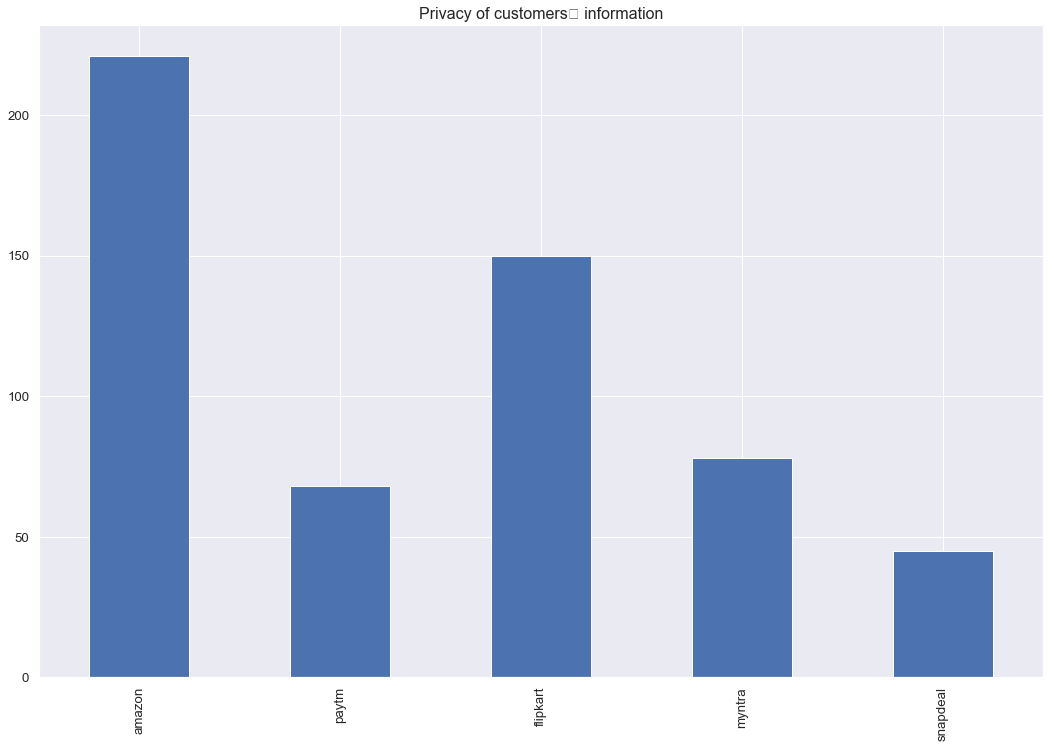 Privacy of customers□ information
200
150
100
50
0
amazon
paytm
flipkart
myntra
snapdeal